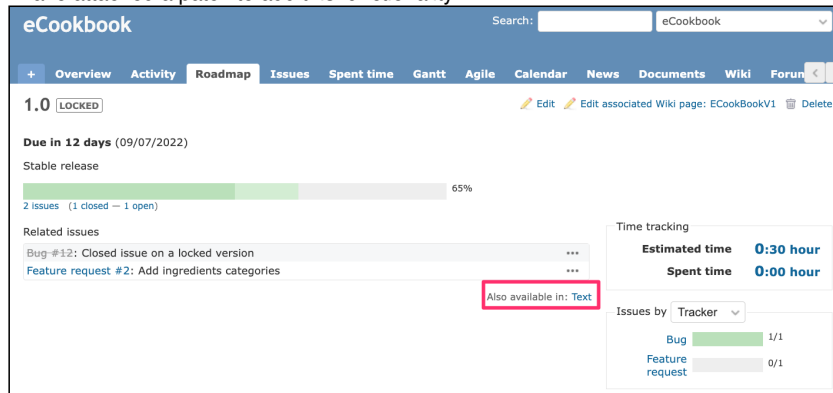 eCookbook
Search:
eCookbook
+ Overview Activity Roadmap Issues Spent time Gantt Agile Calendar News Documents Wiki Forum
1.0 LOCKED
Edit Edit associated Wiki page: ECookBookV1 Delete
Due in 12 days (09/07/2022)
Stable release
65%
2 issues (1 closed — 1 open)
Related issues
Bug #12: Closed issue on a locked version
Feature request #2: Add ingredients categories
Also available in: Text
Time tracking
Estimated time 0:30 hour
Spent time 0:00 hour
Issues by Tracker
Bug 1/1
Feature request 0/1